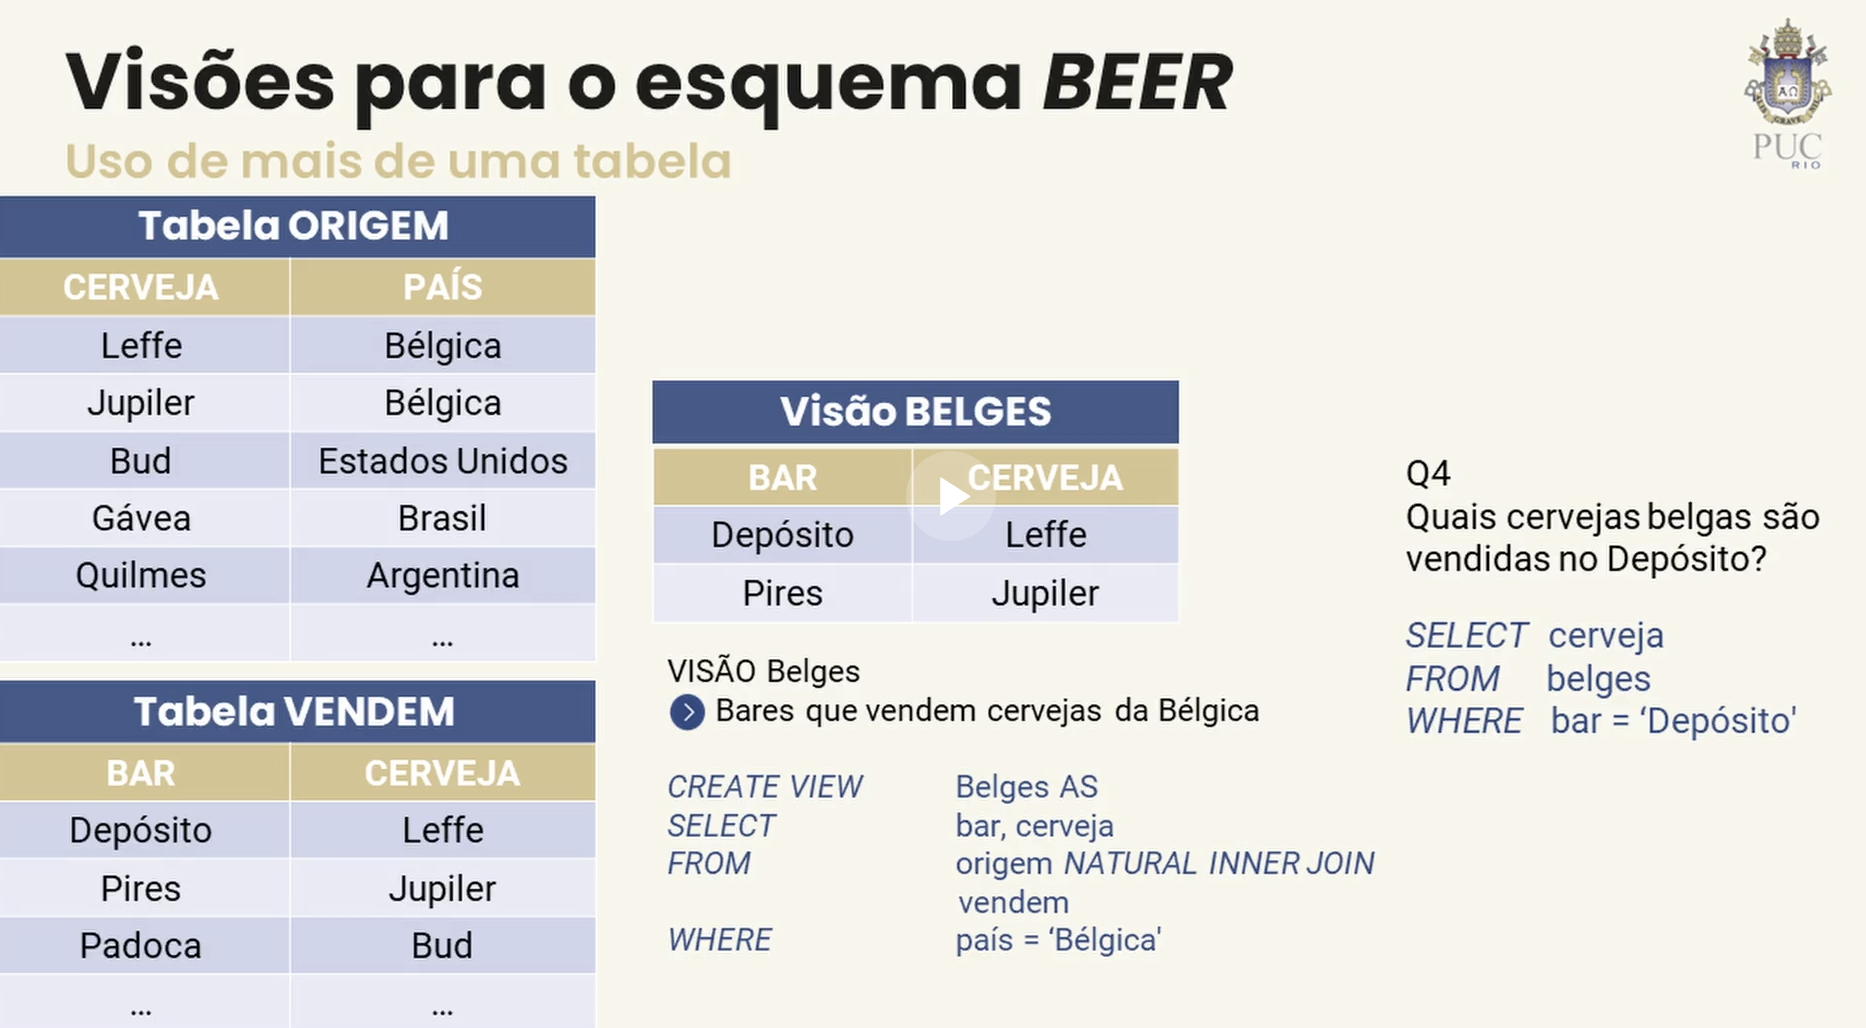 Visões para o esquema BEER
Uso de mais de uma tabela
PUC
RIO
Tabela ORIGEM
CERVEJA PAÍS
Leffe Bélgica
Jupiler Bélgica
Bud Estados Unidos
Gávea Brasil
Quilmes Argentina
... ...
Tabela VENDEM
BAR CERVEJA
Depósito Leffe
Pires Jupiler
Padoca Bud
... ...
Visão BELGES
BAR CERVEJA
Depósito Leffe
Pires Jupiler
VISÃO Belges
Bares que vendem cervejas da Bélgica
CREATE VIEW Belges AS
SELECT bar, cerveja
FROM origem NATURAL INNER JOIN
vendem
WHERE país = ‘Bélgica'
Q4
Quais cervejas belgas são
vendidas no Depósito?
SELECT cerveja
FROM belges
WHERE bar = ‘Depósito'